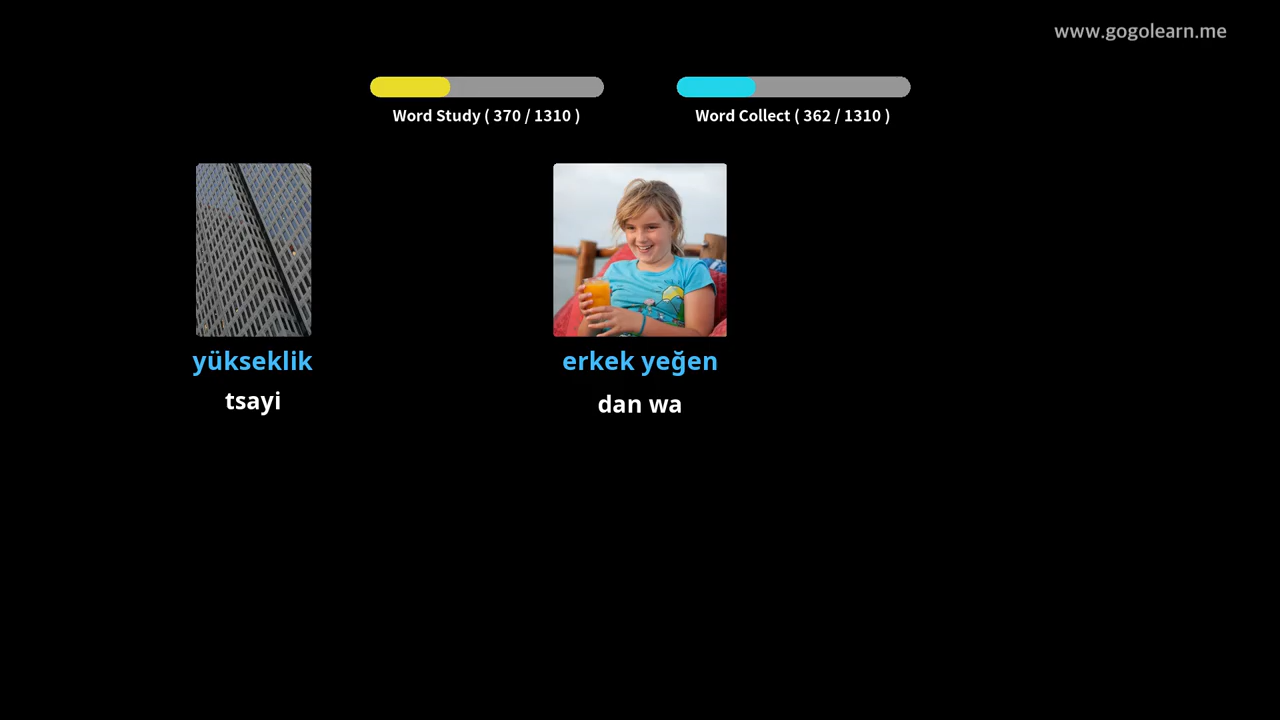 www.gogolearn.me
Word Study ( 370 / 1310 )
Word Collect ( 362 / 1310 )
yükseklik
erkek yeğen
tsayi
dan wa